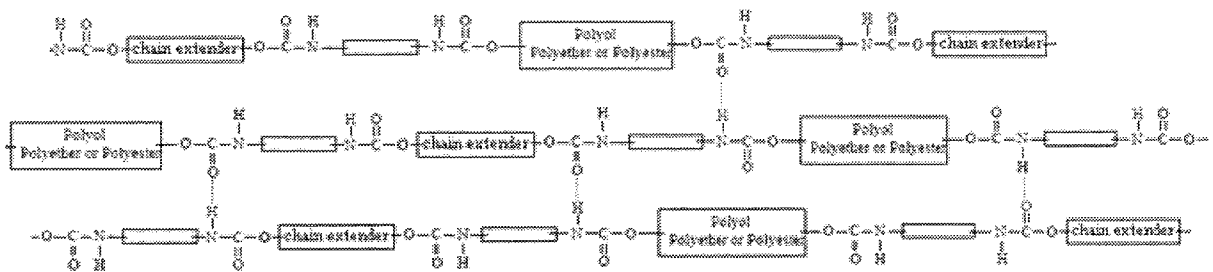 H O O H H O Polyol H H O
N–C–O– chain extender –O–C–N– –N–C–O– Polyether or Polyester –O–C–N– –N–C–O– chain extender
O
Polyol H H O H H Polyol O H O
Polyether or Polyester –O–C–N– –N–C–O– chain extender –O–C–N– –N–C–O– Polyether or Polyester –O–C–N– –N–C–O–
O O O H
H H Polyol O
–O–C–N– –N–C–O– chain extender –O–C–N– –N–C–O– Polyether or Polyester –O–C–N– –N–C–O– chain extender
O H O O H O O H H